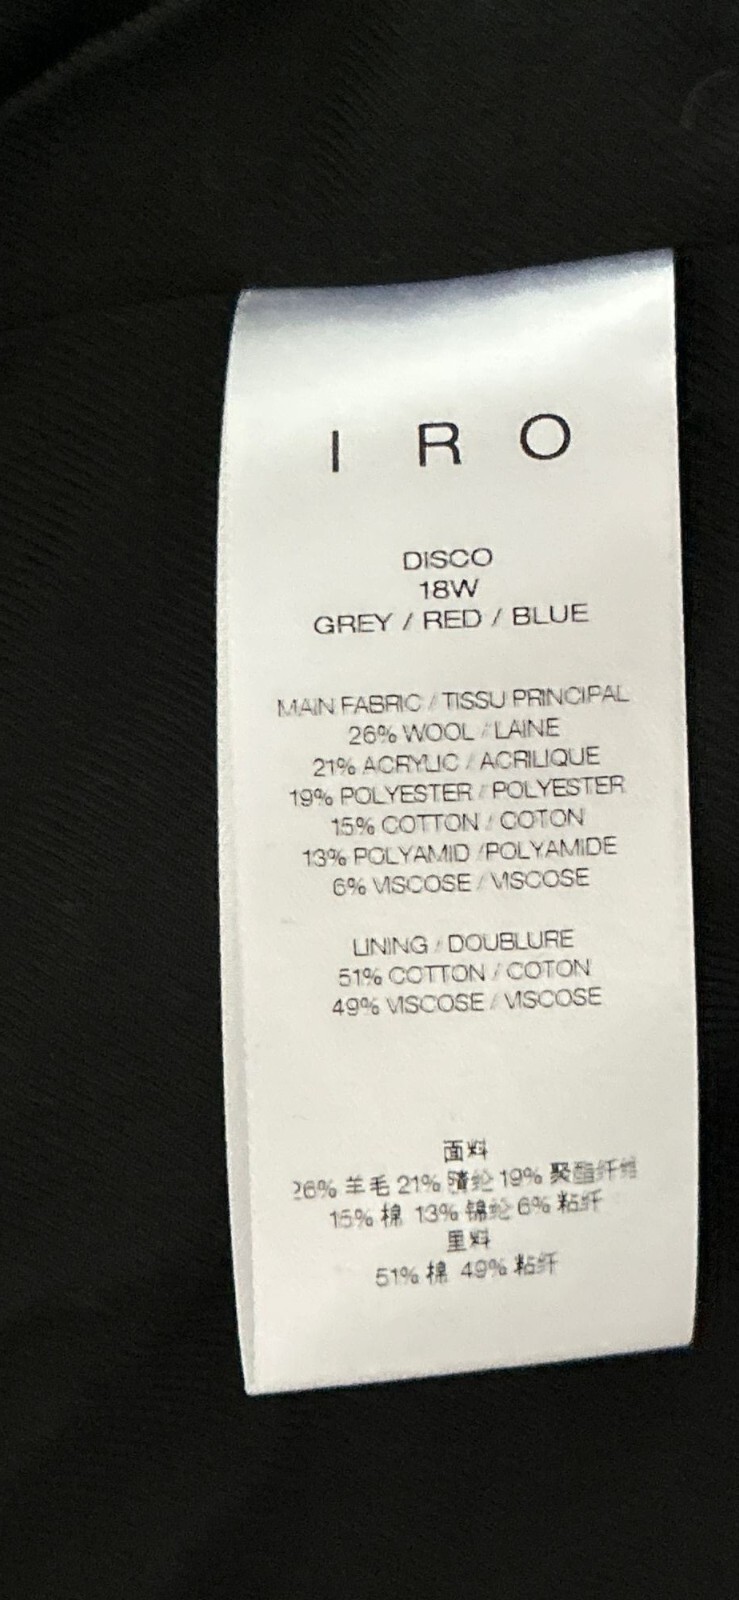 IRO
DISCO
18W
GREY / RED / BLUE
MAIN FABRIC / TISSU PRINCIPAL
26% WOOL / LAINE
21% ACRYLIC / ACRILIQUE
19% POLYESTER / POLYESTER
15% COTTON / COTON
13% POLYAMID /POLYAMIDE
6% VISCOSE / VISCOSE
LINING / DOUBLURE
51% COTTON / COTON
49% VISCOSE / VISCOSE
面料
26% 羊毛 21% 腈纶 19% 聚酯纤维
15% 棉 13% 锦纶 6% 粘纤
里料
51% 棉 49% 粘纤